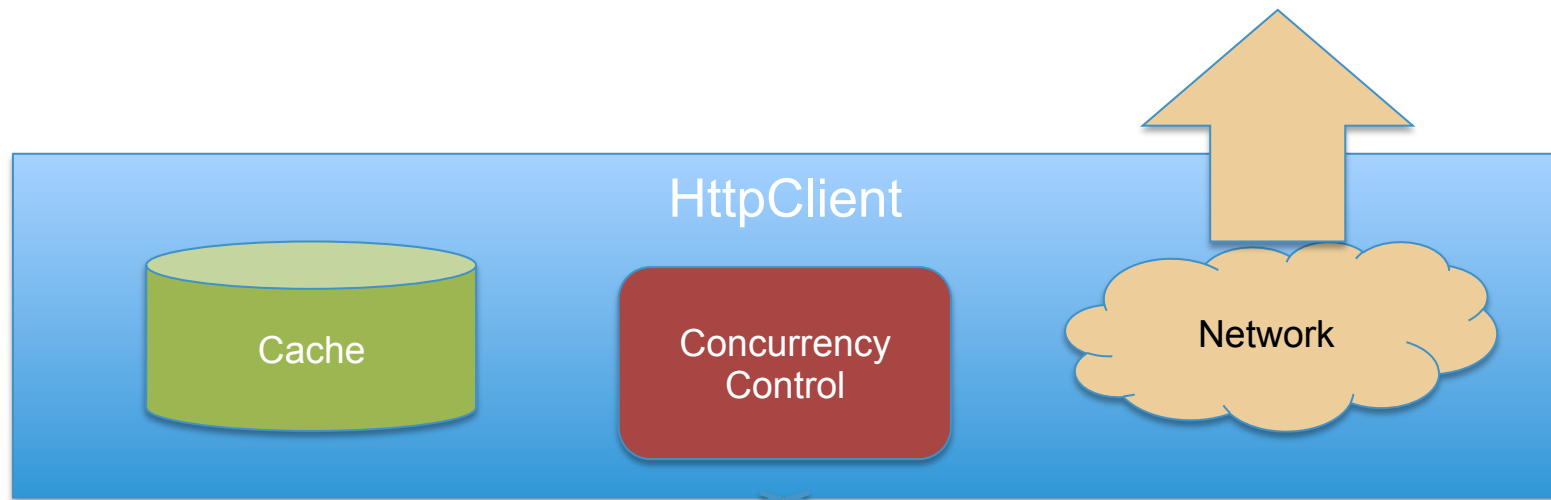 HttpClient
Cache
Concurrency
Control
Network